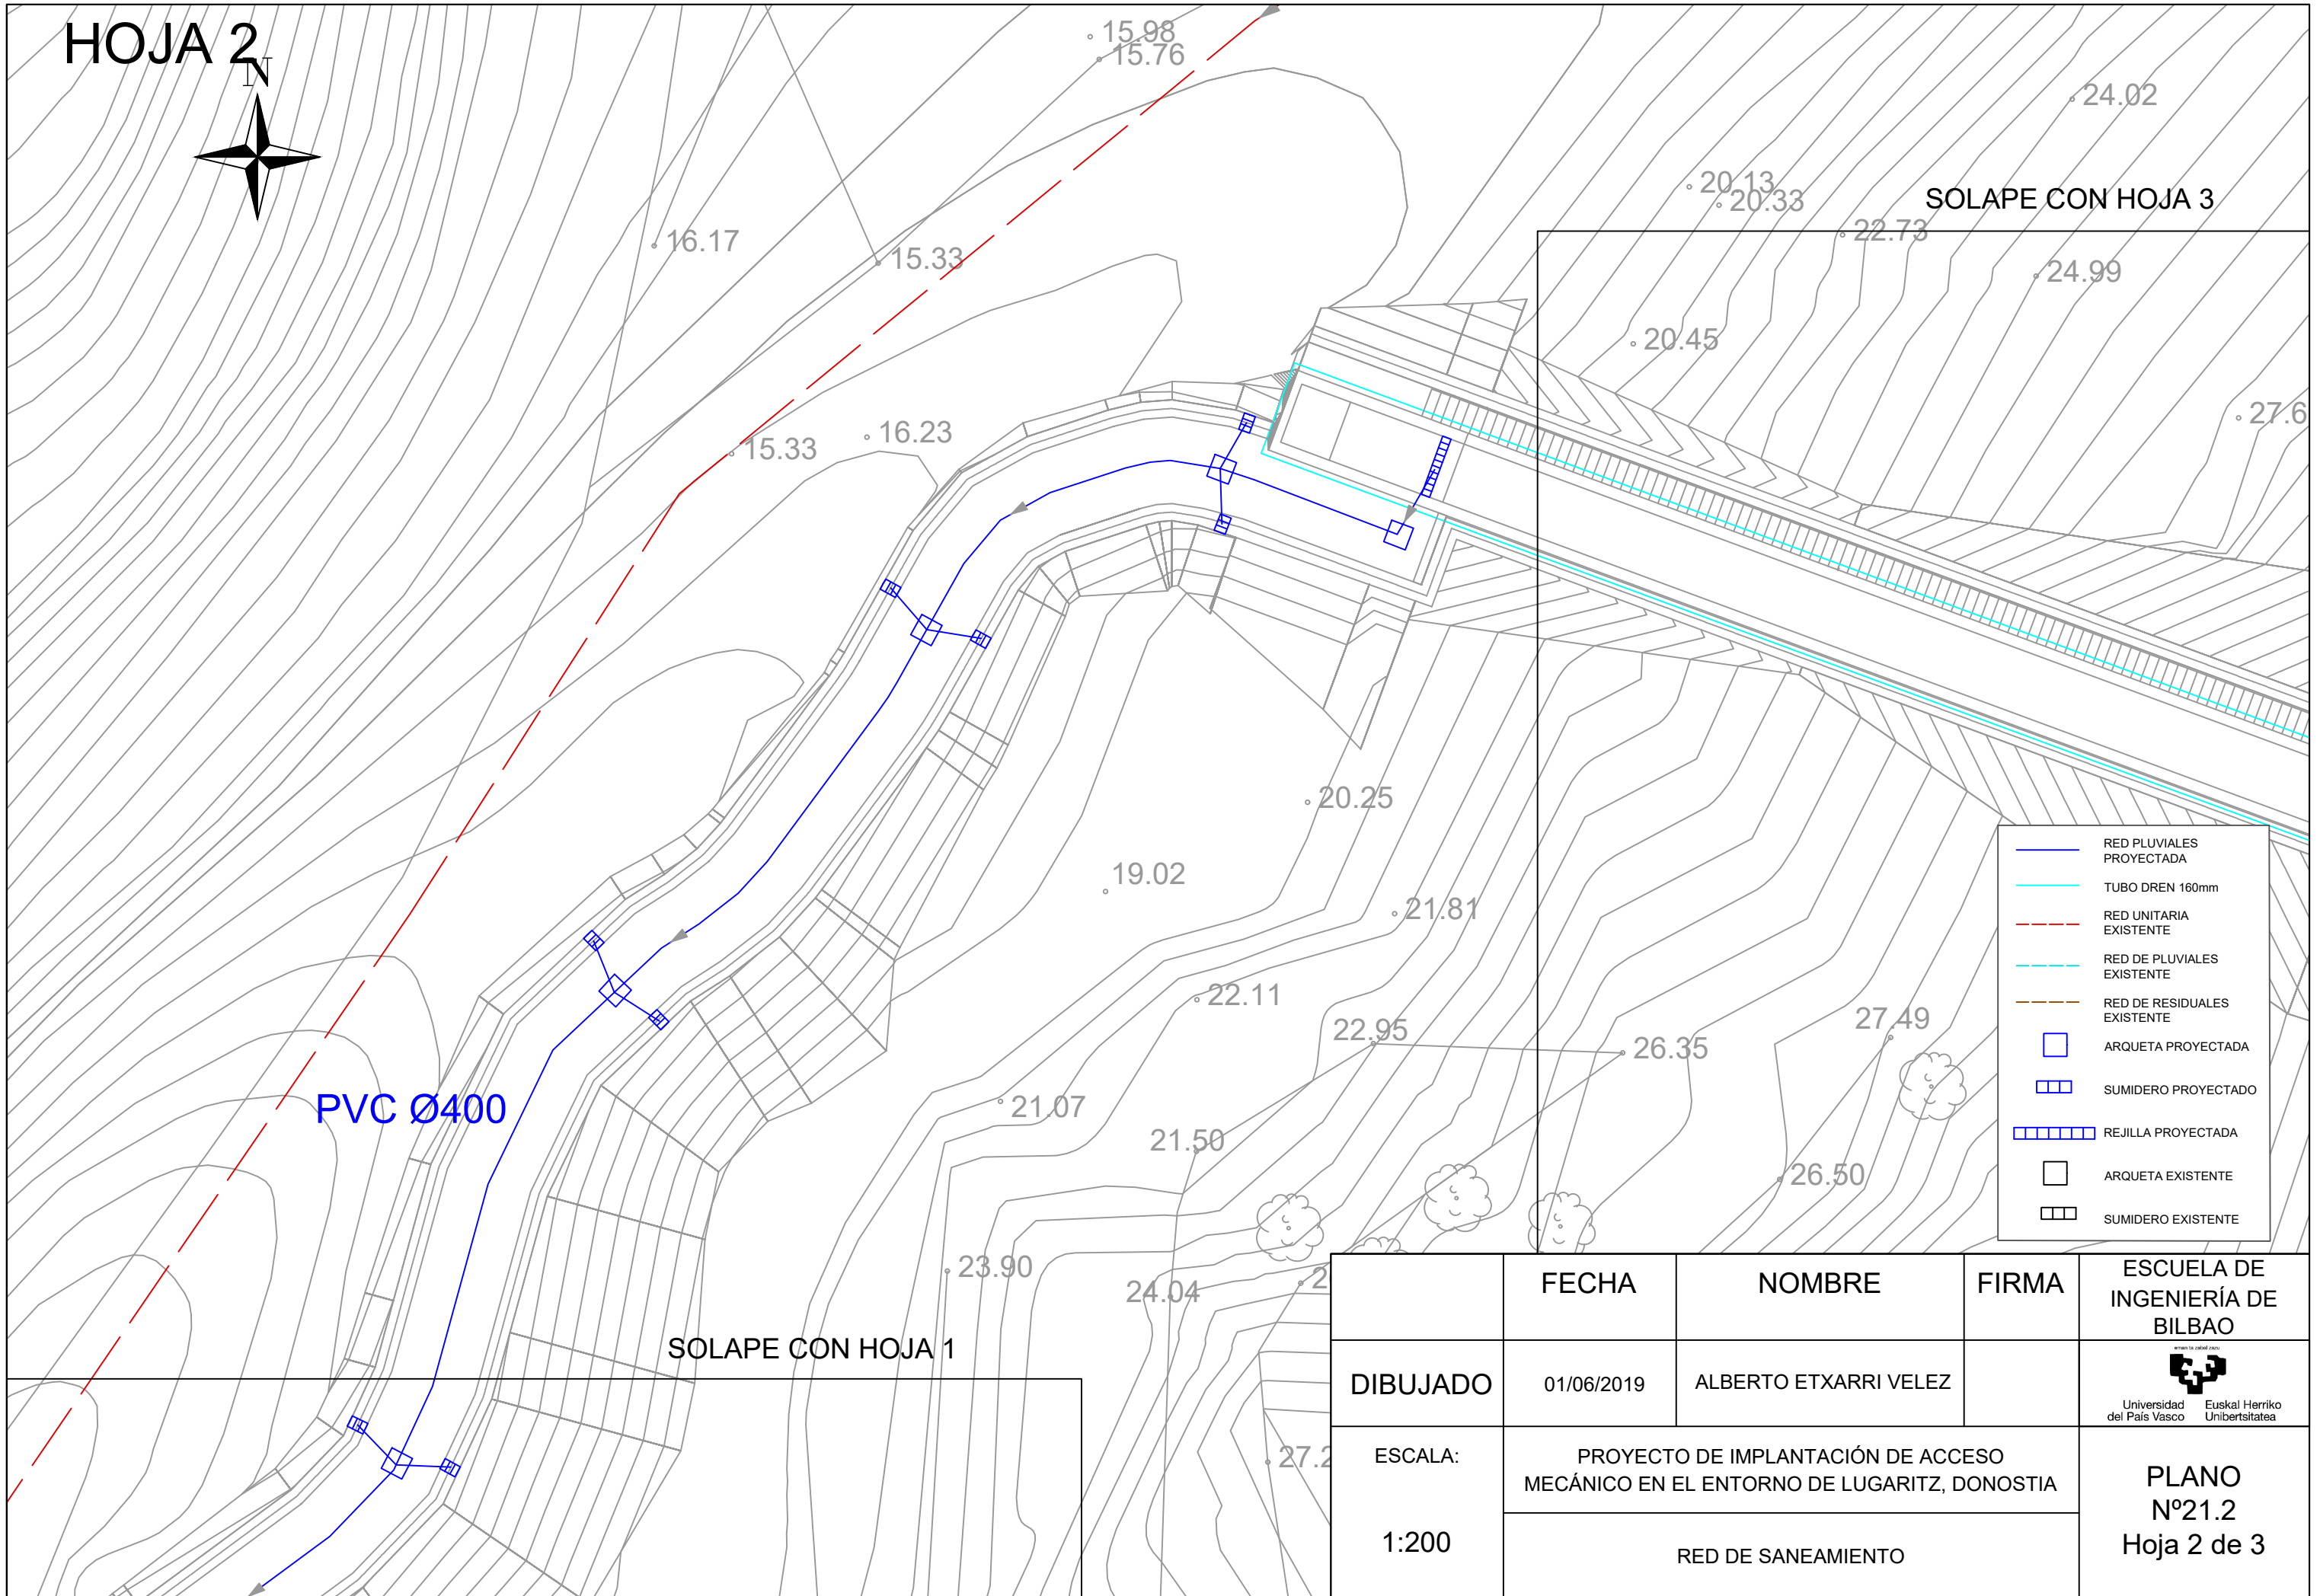 HOJA 2
N
15.98
15.76
24.02
20.13
20.33
SOLAPE CON HOJA 3
22.73
16.17
15.33
24.99
20.45
27.6
16.23
15.33
20.25
19.02
21.81
22.11
22.95
26.35
27.49
21.07
21.50
26.50
23.90
24.04
27.2
PVC Ø400
SOLAPE CON HOJA 1
RED PLUVIALES
PROYECTADA
TUBO DREN 160mm
RED UNITARIA
EXISTENTE
RED DE PLUVIALES
EXISTENTE
RED DE RESIDUALES
EXISTENTE
ARQUETA PROYECTADA
SUMIDERO PROYECTADO
REJILLA PROYECTADA
ARQUETA EXISTENTE
SUMIDERO EXISTENTE
FECHA
NOMBRE
FIRMA
ESCUELA DE
INGENIERÍA DE
BILBAO
DIBUJADO
01/06/2019
ALBERTO ETXARRI VELEZ
eman ta zabal zazu
Universidad
del País Vasco
Euskal Herriko
Unibertsitatea
ESCALA:
1:200
PROYECTO DE IMPLANTACIÓN DE ACCESO
MECÁNICO EN EL ENTORNO DE LUGARITZ, DONOSTIA
RED DE SANEAMIENTO
PLANO
Nº21.2
Hoja 2 de 3